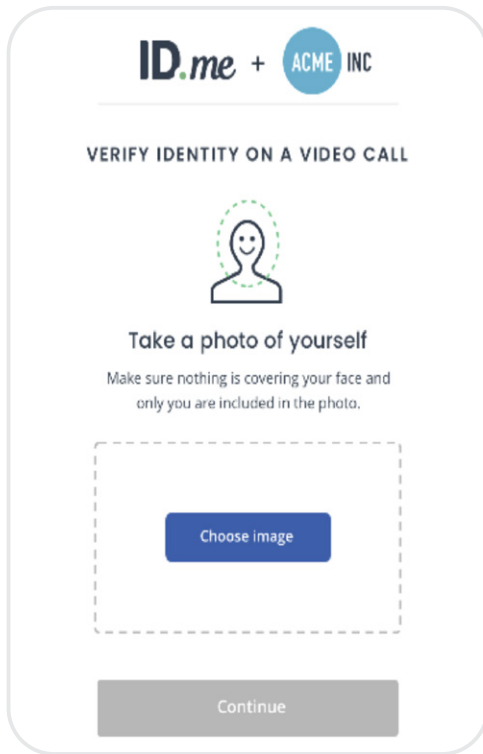 ID.me + ACME INC
VERIFY IDENTITY ON A VIDEO CALL
Take a photo of yourself
Make sure nothing is covering your face and
only you are included in the photo.
Choose image
Continue